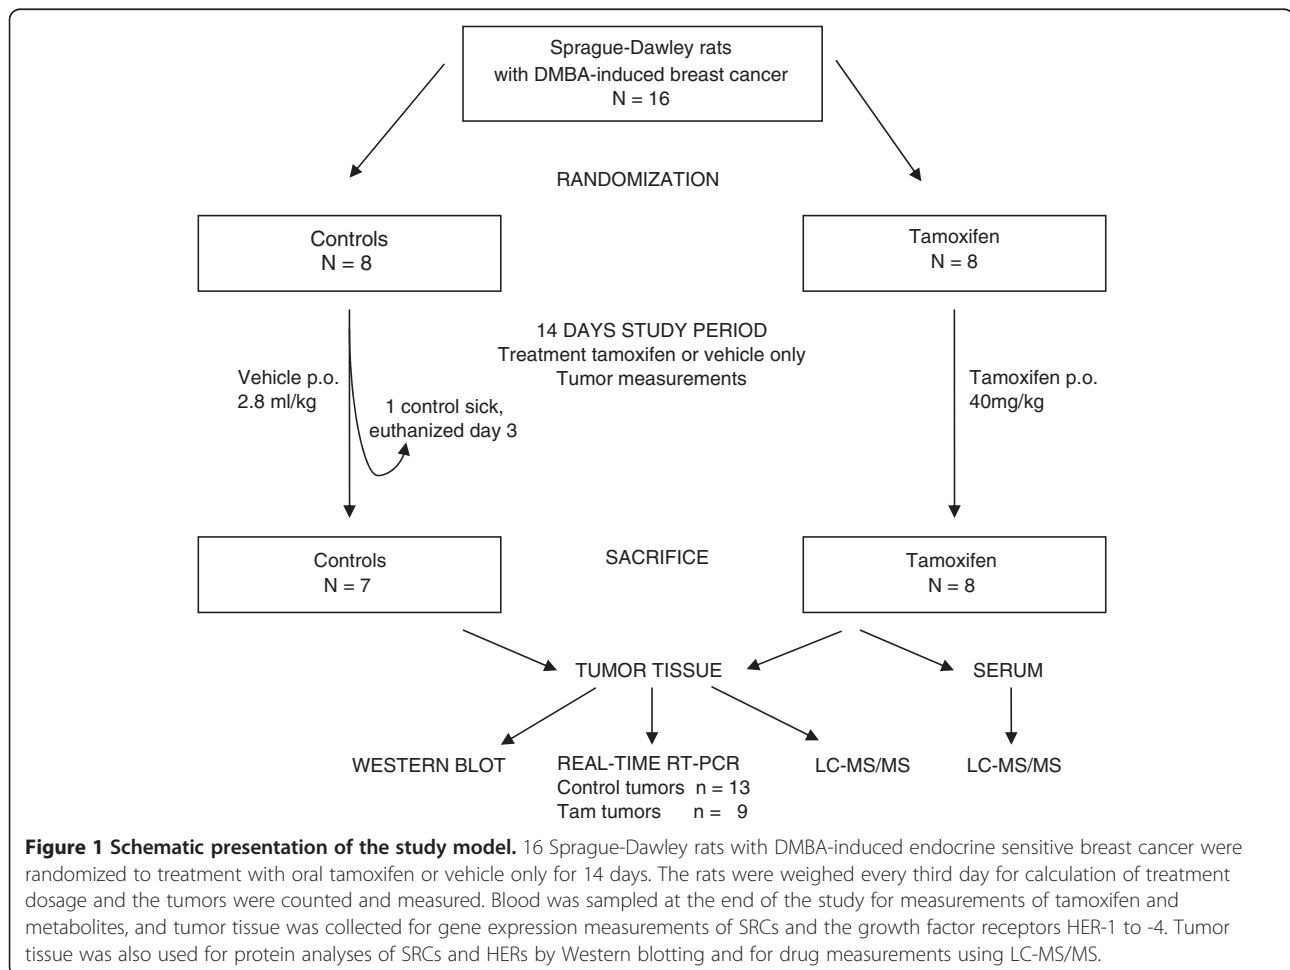 Sprague-Dawley rats
with DMBA-induced breast cancer
N = 16
RANDOMIZATION
Controls
N = 8
Tamoxifen
N = 8
14 DAYS STUDY PERIOD
Treatment tamoxifen or vehicle only
Tumor measurements
Vehicle p.o.
2.8 ml/kg
1 control sick,
euthanized day 3
Tamoxifen p.o.
40mg/kg
Controls
N = 7
SACRIFICE
Tamoxifen
N = 8
TUMOR TISSUE
SERUM
WESTERN BLOT
REAL-TIME RT-PCR
Control tumors n = 13
Tam tumors n = 9
LC-MS/MS
LC-MS/MS
Figure 1 Schematic presentation of the study model. 16 Sprague-Dawley rats with DMBA-induced endocrine sensitive breast cancer were
randomized to treatment with oral tamoxifen or vehicle only for 14 days. The rats were weighed every third day for calculation of treatment
dosage and the tumors were counted and measured. Blood was sampled at the end of the study for measurements of tamoxifen and
metabolites, and tumor tissue was collected for gene expression measurements of SRCs and the growth factor receptors HER-1 to -4. Tumor
tissue was also used for protein analyses of SRCs and HERs by Western blotting and for drug measurements using LC-MS/MS.